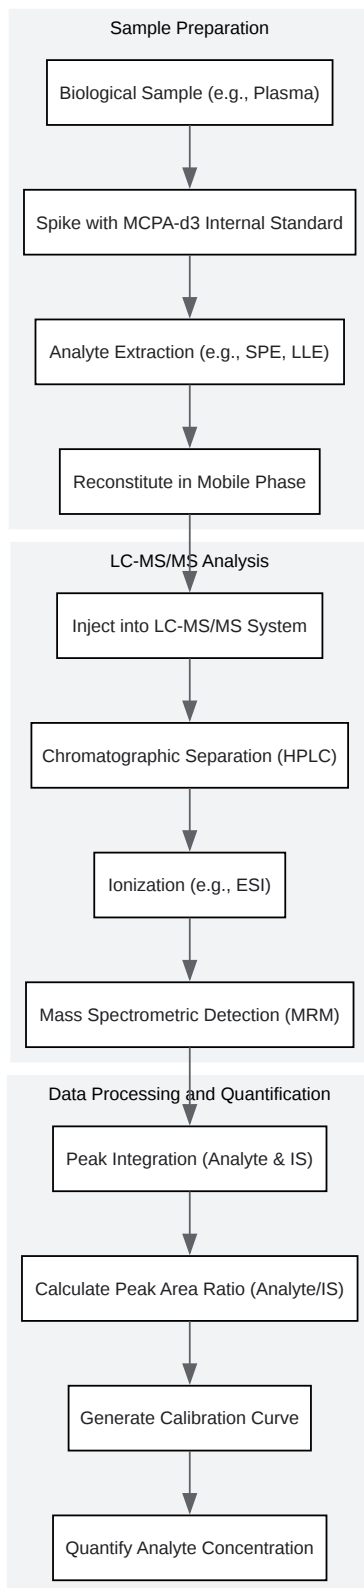 Sample Preparation
Biological Sample (e.g., Plasma)
Spike with MCPA-d3 Internal Standard
Analyte Extraction (e.g., SPE, LLE)
Reconstitute in Mobile Phase
LC-MS/MS Analysis
Inject into LC-MS/MS System
Chromatographic Separation (HPLC)
Ionization (e.g., ESI)
Mass Spectrometric Detection (MRM)
Data Processing and Quantification
Peak Integration (Analyte & IS)
Calculate Peak Area Ratio (Analyte/IS)
Generate Calibration Curve
Quantify Analyte Concentration